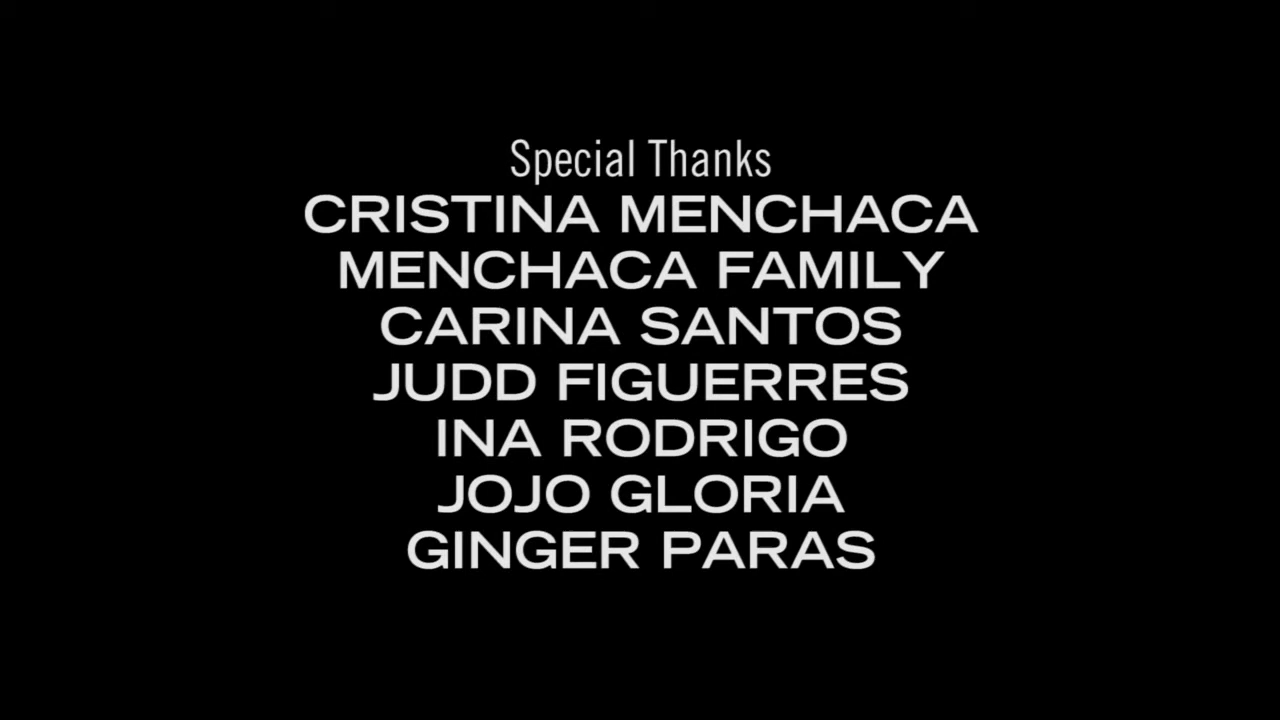 Special Thanks
CRISTINA MENCHACA
MENCHACA FAMILY
CARINA SANTOS
JUDD FIGUERRES
INA RODRIGO
JOJO GLORIA
GINGER PARAS